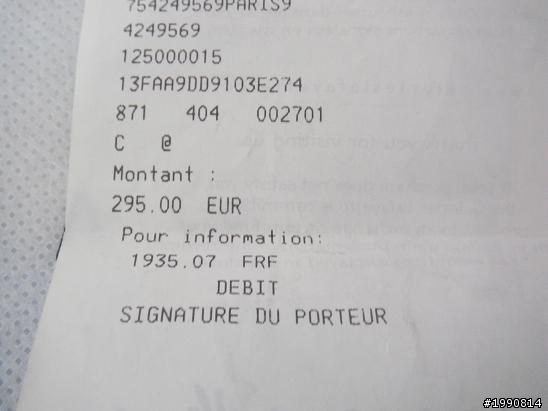 754249569PARIS9
4249569
125000015
13FAA9DD9103E274
871 404 002701
C @
Montant :
295.00 EUR
Pour information:
1935.07 FRF
DEBIT
SIGNATURE DU PORTEUR
#1990814